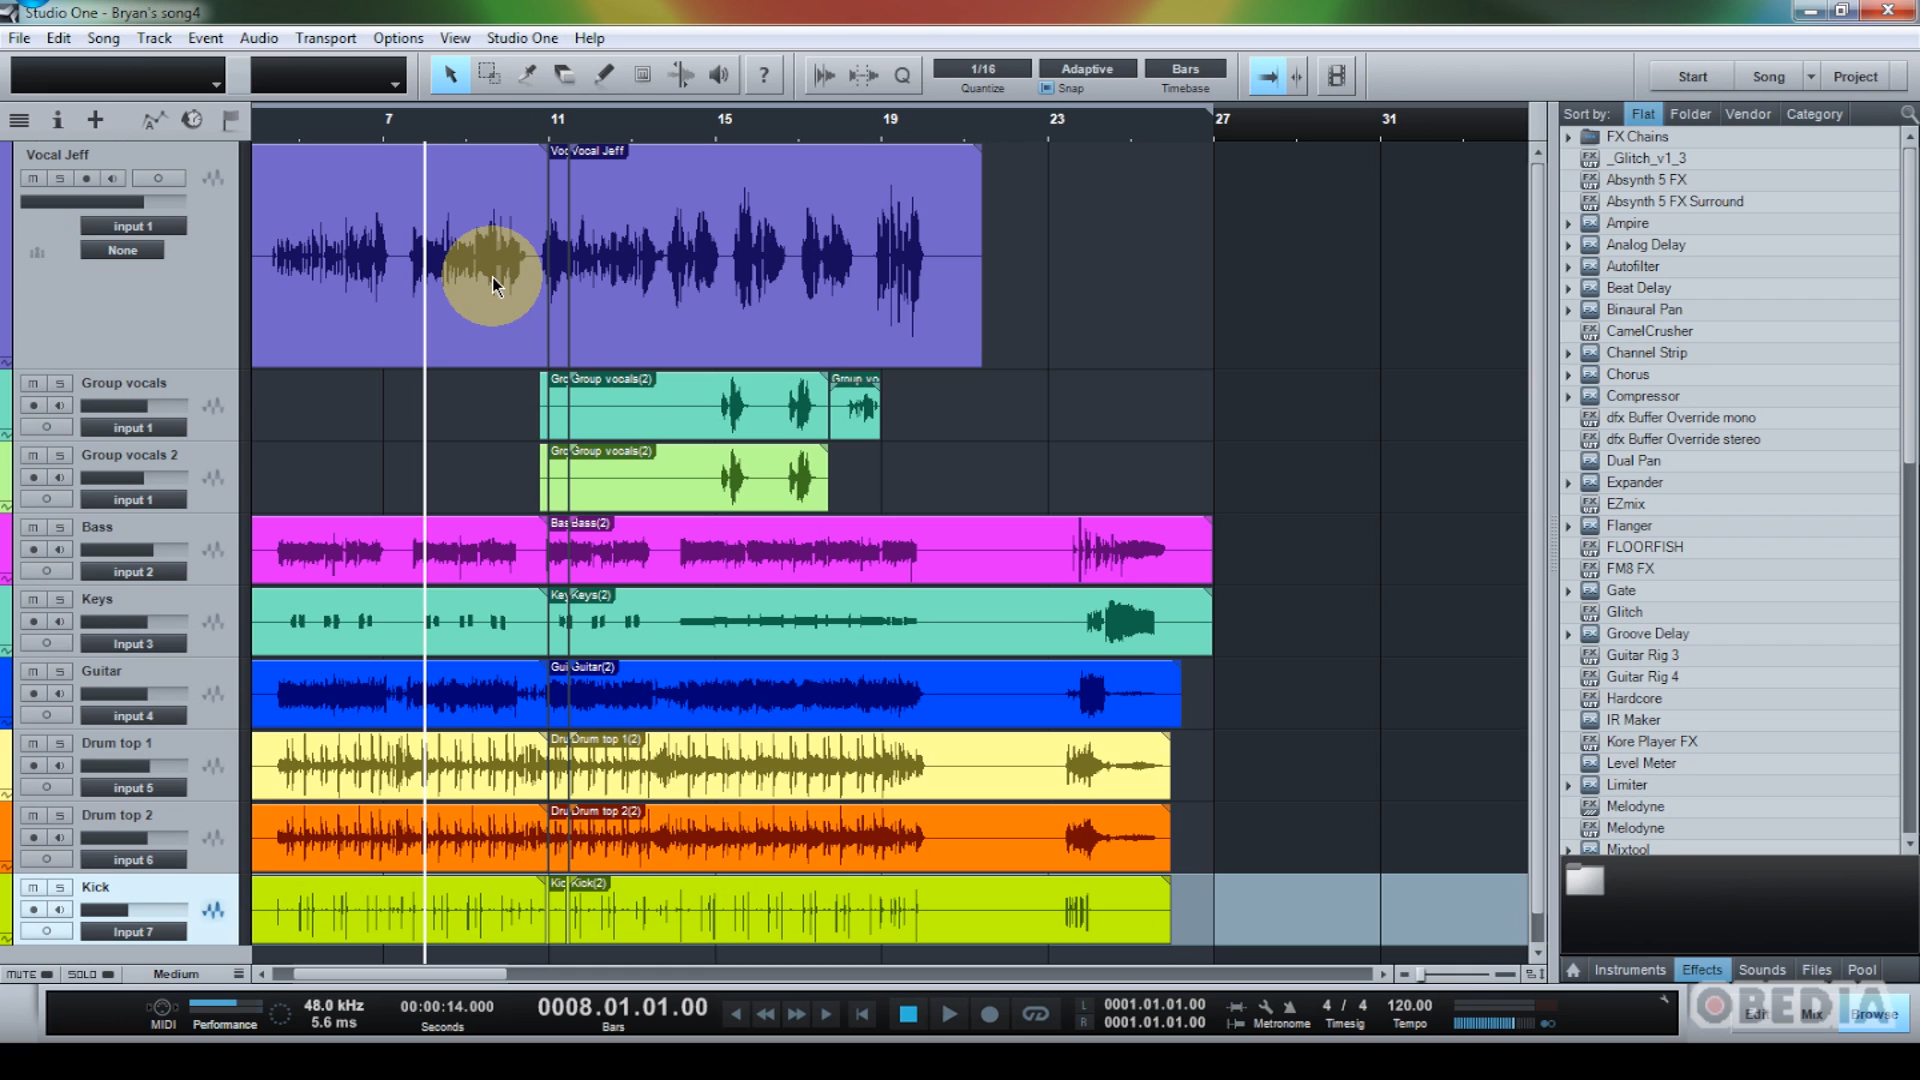 Studio One - Bryan's song4
File Edit Song Track Event Audio Transport Options View Studio One Help
1/16 Adaptive Bars
Quantize Snap Timebase
? Q
Start Song Project
7 11 15 19 23 27 31
Sort by: Flat Folder Vendor Category
Vocal Jeff
m s
input 1
None
Voc Vocal Jeff
Group vocals
m s
input 1
Gro Group vocals(2) Group vo
Group vocals 2
m s
input 1
Gro Group vocals(2)
Bass
m s
input 2
Bas Bass(2)
Keys
m s
Input 3
Key Keys(2)
Guitar
m s
input 4
Gui Guitar(2)
Drum top 1
m s
input 5
Dru Drum top 1(2)
Drum top 2
m s
input 6
Dru Drum top 2(2)
Kick
m s
Input 7
Kic Kick(2)
FX Chains
_Glitch_v1_3
Absynth 5 FX
Absynth 5 FX Surround
Ampire
Analog Delay
Autofilter
Beat Delay
Binaural Pan
CamelCrusher
Channel Strip
Chorus
Compressor
dfx Buffer Override mono
dfx Buffer Override stereo
Dual Pan
Expander
EZmix
Flanger
FLOORFISH
FM8 FX
Gate
Glitch
Groove Delay
Guitar Rig 3
Guitar Rig 4
Hardcore
IR Maker
Kore Player FX
Level Meter
Limiter
Melodyne
Melodyne
Mixtool
MUTE SOLO Medium
Instruments Effects Sounds Files Pool
MIDI Performance
48.0 kHz
5.6 ms
00:00:14.000
Seconds
0008.01.01.00
Bars
L 0001.01.01.00
R 0001.01.01.00
Metronome
4 / 4
Timesig
120.00
Tempo
OBEDIA
Edit Mix Browse